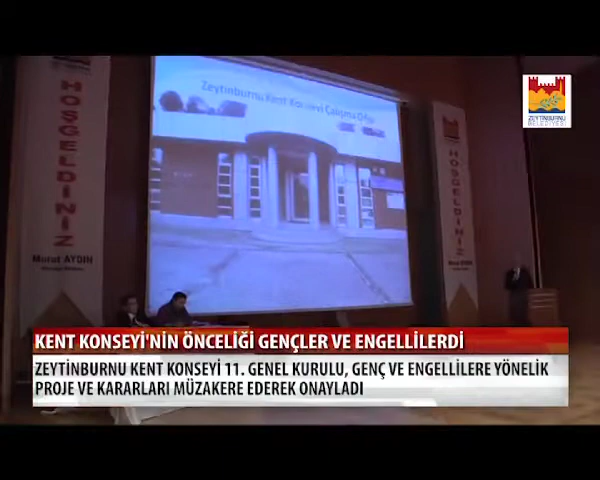 Zeytinburnu Kent Konseyi Çalışma Ofisi
HOŞGELDİNİZ
Murat AYDIN
HOŞGELDİNİZ
Murat AYDIN
ZEYTİNBURNU
BELEDİYESİ
KENT KONSEYİ'NİN ÖNCELİĞİ GENÇLER VE ENGELLİLERDİ
ZEYTİNBURNU KENT KONSEYİ 11. GENEL KURULU, GENÇ VE ENGELLİLERE YÖNELİK
PROJE VE KARARLARI MÜZAKERE EDEREK ONAYLADI